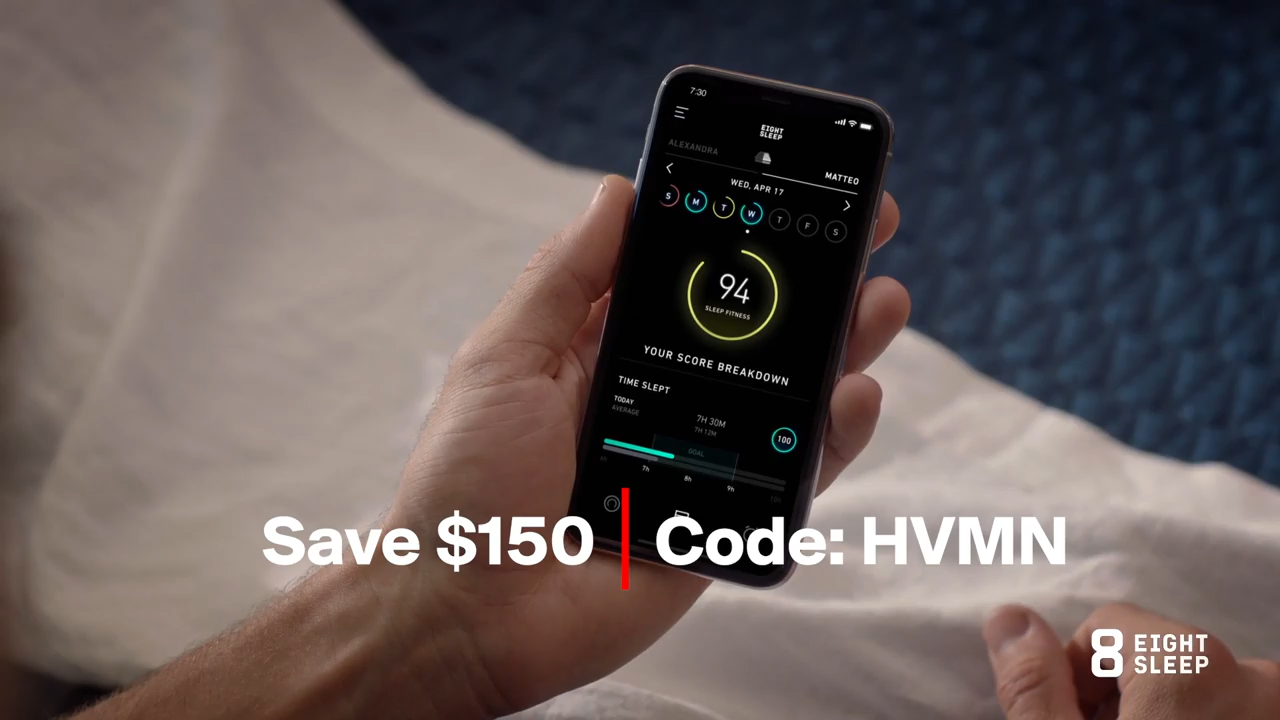 7:30
EIGHT
SLEEP
ALEXANDRA
MATTEO
WED, APR 17
S M T W T F S
94
SLEEP FITNESS
YOUR SCORE BREAKDOWN
TIME SLEPT
TODAY 7H 30M
AVERAGE 7H 12M
100
GOAL
7h 8h 9h
Save $150 | Code: HVMN
8 EIGHT
SLEEP